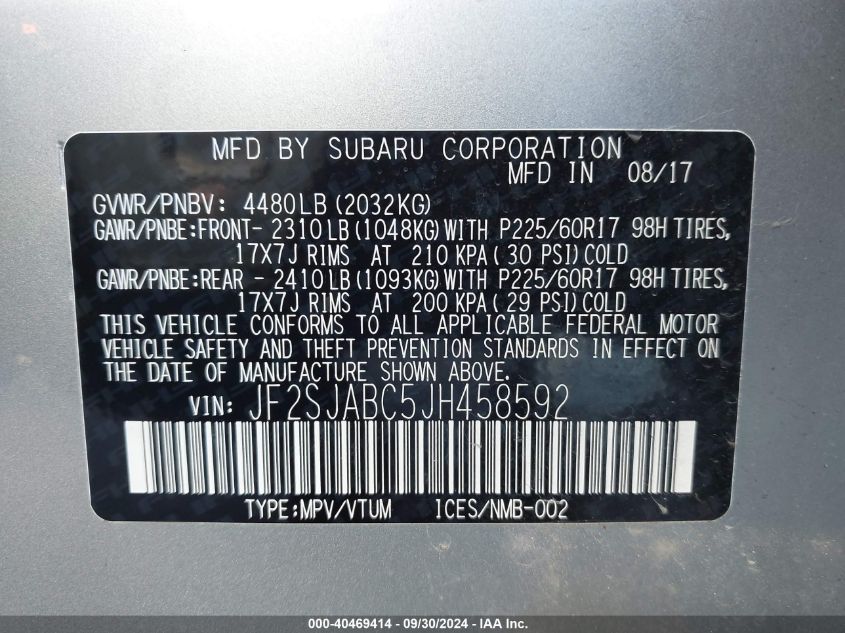 MFD BY SUBARU CORPORATION
MFD IN 08/17
GVWR/PNBV: 4480LB(2032KG)
GAWR/PNBE:FRONT- 2310LB(1048KG)WITH P225/60R17 98H TIRES,
17X7J RIMS AT 210 KPA( 30 PSI)COLD
GAWR/PNBE:REAR - 2410LB(1093KG)WITH P225/60R17 98H TIRES,
17X7J RIMS AT 200 KPA( 29 PSI)COLD
THIS VEHICLE CONFORMS TO ALL APPLICABLE FEDERAL MOTOR
VEHICLE SAFETY AND THEFT PREVENTION STANDARDS IN EFFECT ON
THE DATE OF MANUFACTURE SHOWN ABOVE.
VIN: JF2SJABC5JH458592
TYPE:MPV/VTUM ICES/NMB-002
000-40469414 - 09/30/2024 - IAA Inc.